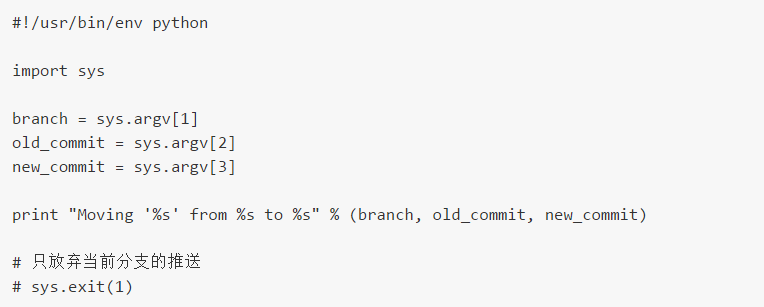 #!/usr/bin/env python
import sys
branch = sys.argv[1]
old_commit = sys.argv[2]
new_commit = sys.argv[3]
print "Moving '%s' from %s to %s" % (branch, old_commit, new_commit)
# 只放弃当前分支的推送
# sys.exit(1)